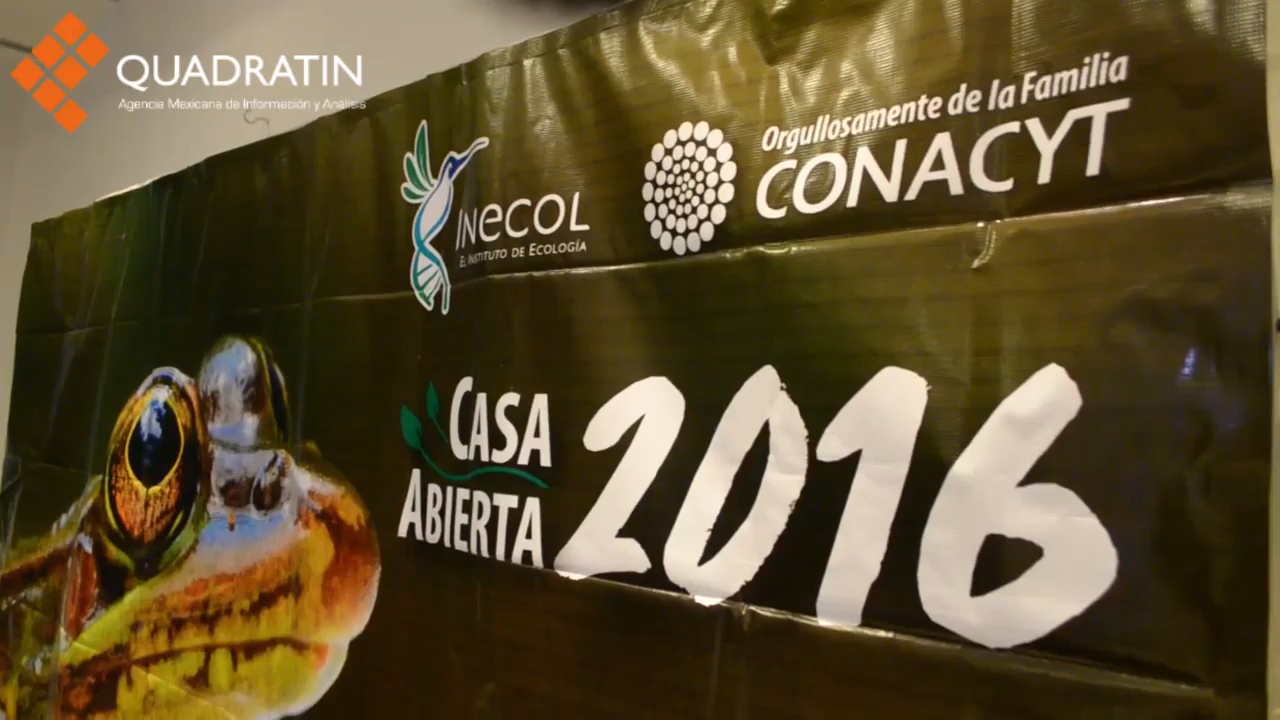 QUADRATIN
Agencia Mexicana de Información y Análisis
INECOL
EL INSTITUTO DE ECOLOGÍA
Orgullosamente de la Familia
CONACYT
CASA
ABIERTA
2016